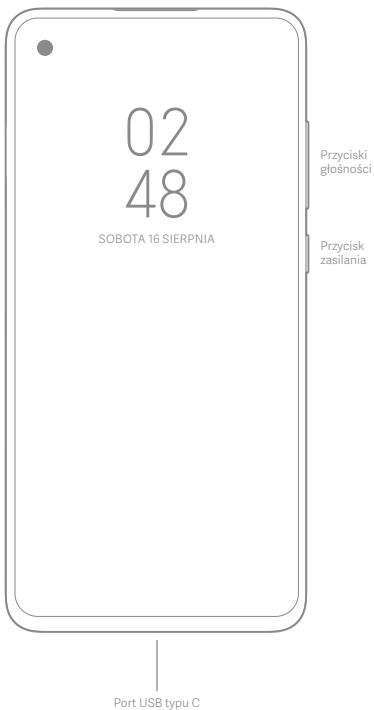 02
48
SOBOTA 16 SIERPNIA
Przyciski
głośności
Przycisk
zasilania
Port USB typu C